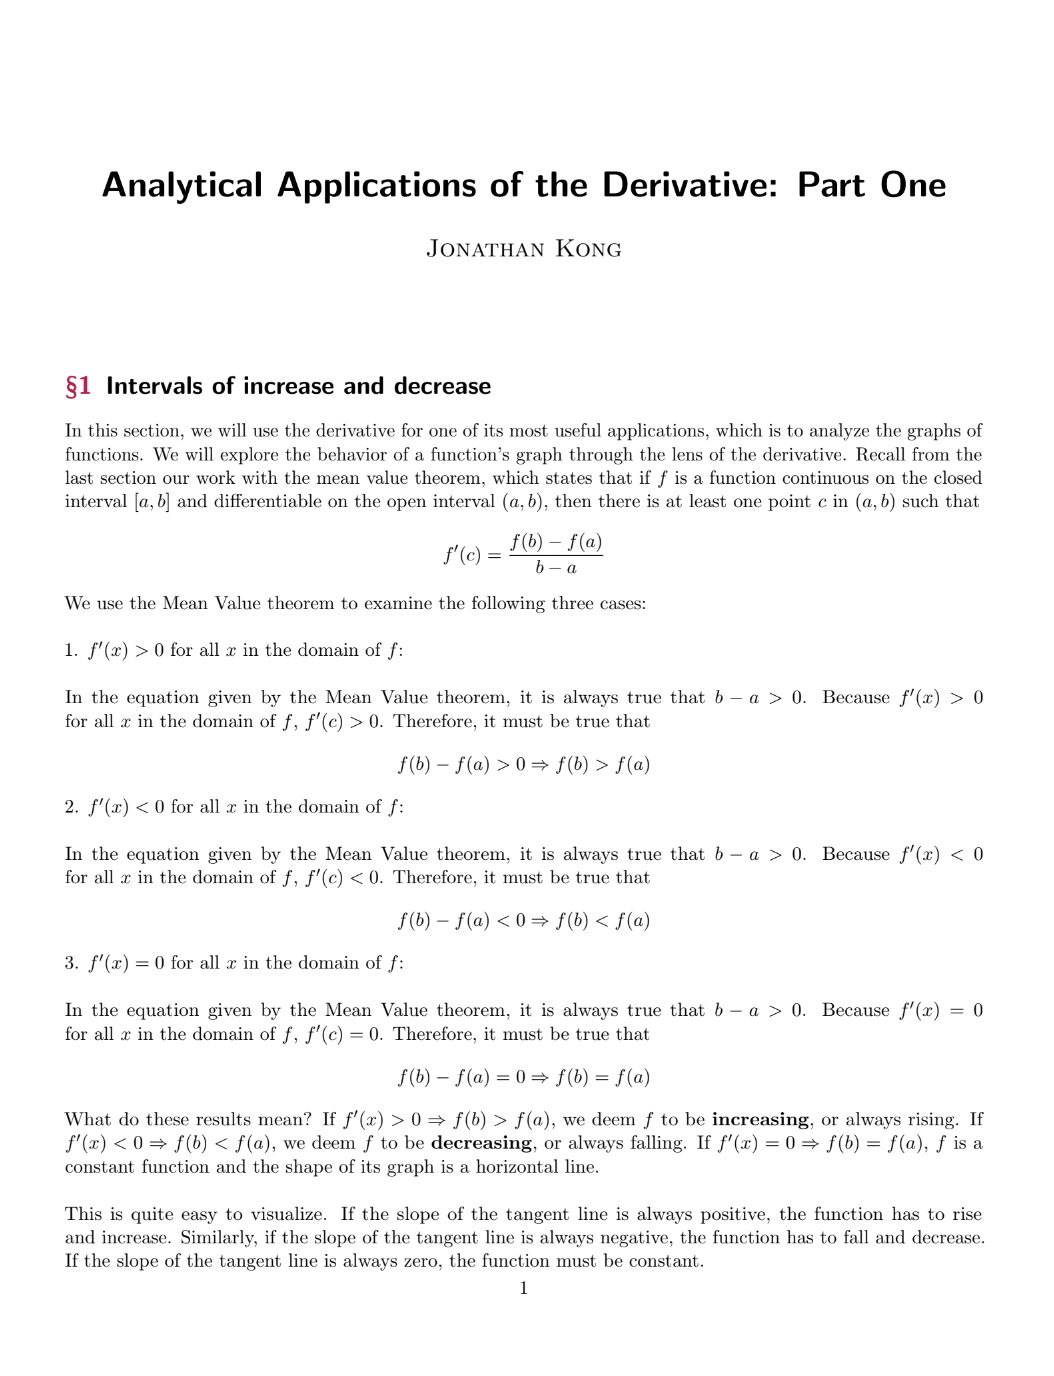 Analytical Applications of the Derivative: Part One
Jonathan Kong
§1 Intervals of increase and decrease
In this section, we will use the derivative for one of its most useful applications, which is to analyze the graphs of
functions. We will explore the behavior of a function's graph through the lens of the derivative. Recall from the
last section our work with the mean value theorem, which states that if f is a function continuous on the closed
interval [a, b] and differentiable on the open interval (a, b), then there is at least one point c in (a, b) such that
f′(c) = (f(b) − f(a)) / (b − a)
We use the Mean Value theorem to examine the following three cases:
1. f′(x) > 0 for all x in the domain of f:
In the equation given by the Mean Value theorem, it is always true that b − a > 0. Because f′(x) > 0
for all x in the domain of f, f′(c) > 0. Therefore, it must be true that
f(b) − f(a) > 0 ⇒ f(b) > f(a)
2. f′(x) < 0 for all x in the domain of f:
In the equation given by the Mean Value theorem, it is always true that b − a > 0. Because f′(x) < 0
for all x in the domain of f, f′(c) < 0. Therefore, it must be true that
f(b) − f(a) < 0 ⇒ f(b) < f(a)
3. f′(x) = 0 for all x in the domain of f:
In the equation given by the Mean Value theorem, it is always true that b − a > 0. Because f′(x) = 0
for all x in the domain of f, f′(c) = 0. Therefore, it must be true that
f(b) − f(a) = 0 ⇒ f(b) = f(a)
What do these results mean? If f′(x) > 0 ⇒ f(b) > f(a), we deem f to be increasing, or always rising. If
f′(x) < 0 ⇒ f(b) < f(a), we deem f to be decreasing, or always falling. If f′(x) = 0 ⇒ f(b) = f(a), f is a
constant function and the shape of its graph is a horizontal line.
This is quite easy to visualize. If the slope of the tangent line is always positive, the function has to rise
and increase. Similarly, if the slope of the tangent line is always negative, the function has to fall and decrease.
If the slope of the tangent line is always zero, the function must be constant.
1